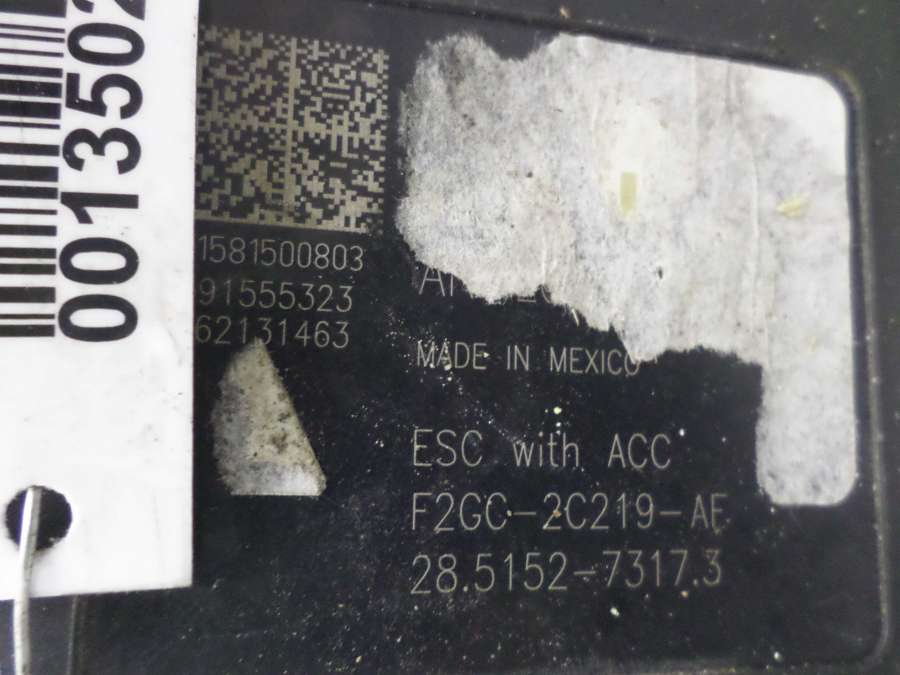 0013502
1581500803
91555323
62131463
MADE IN MEXICO
ESC with ACC
F2GC-2C219-AE
28.5152-7317.3